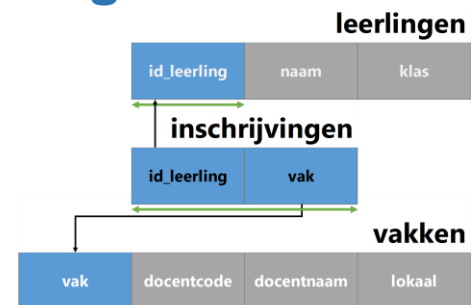 leerlingen
id_leerling naam klas
inschrijvingen
id_leerling vak
vakken
vak docentcode docentnaam lokaal